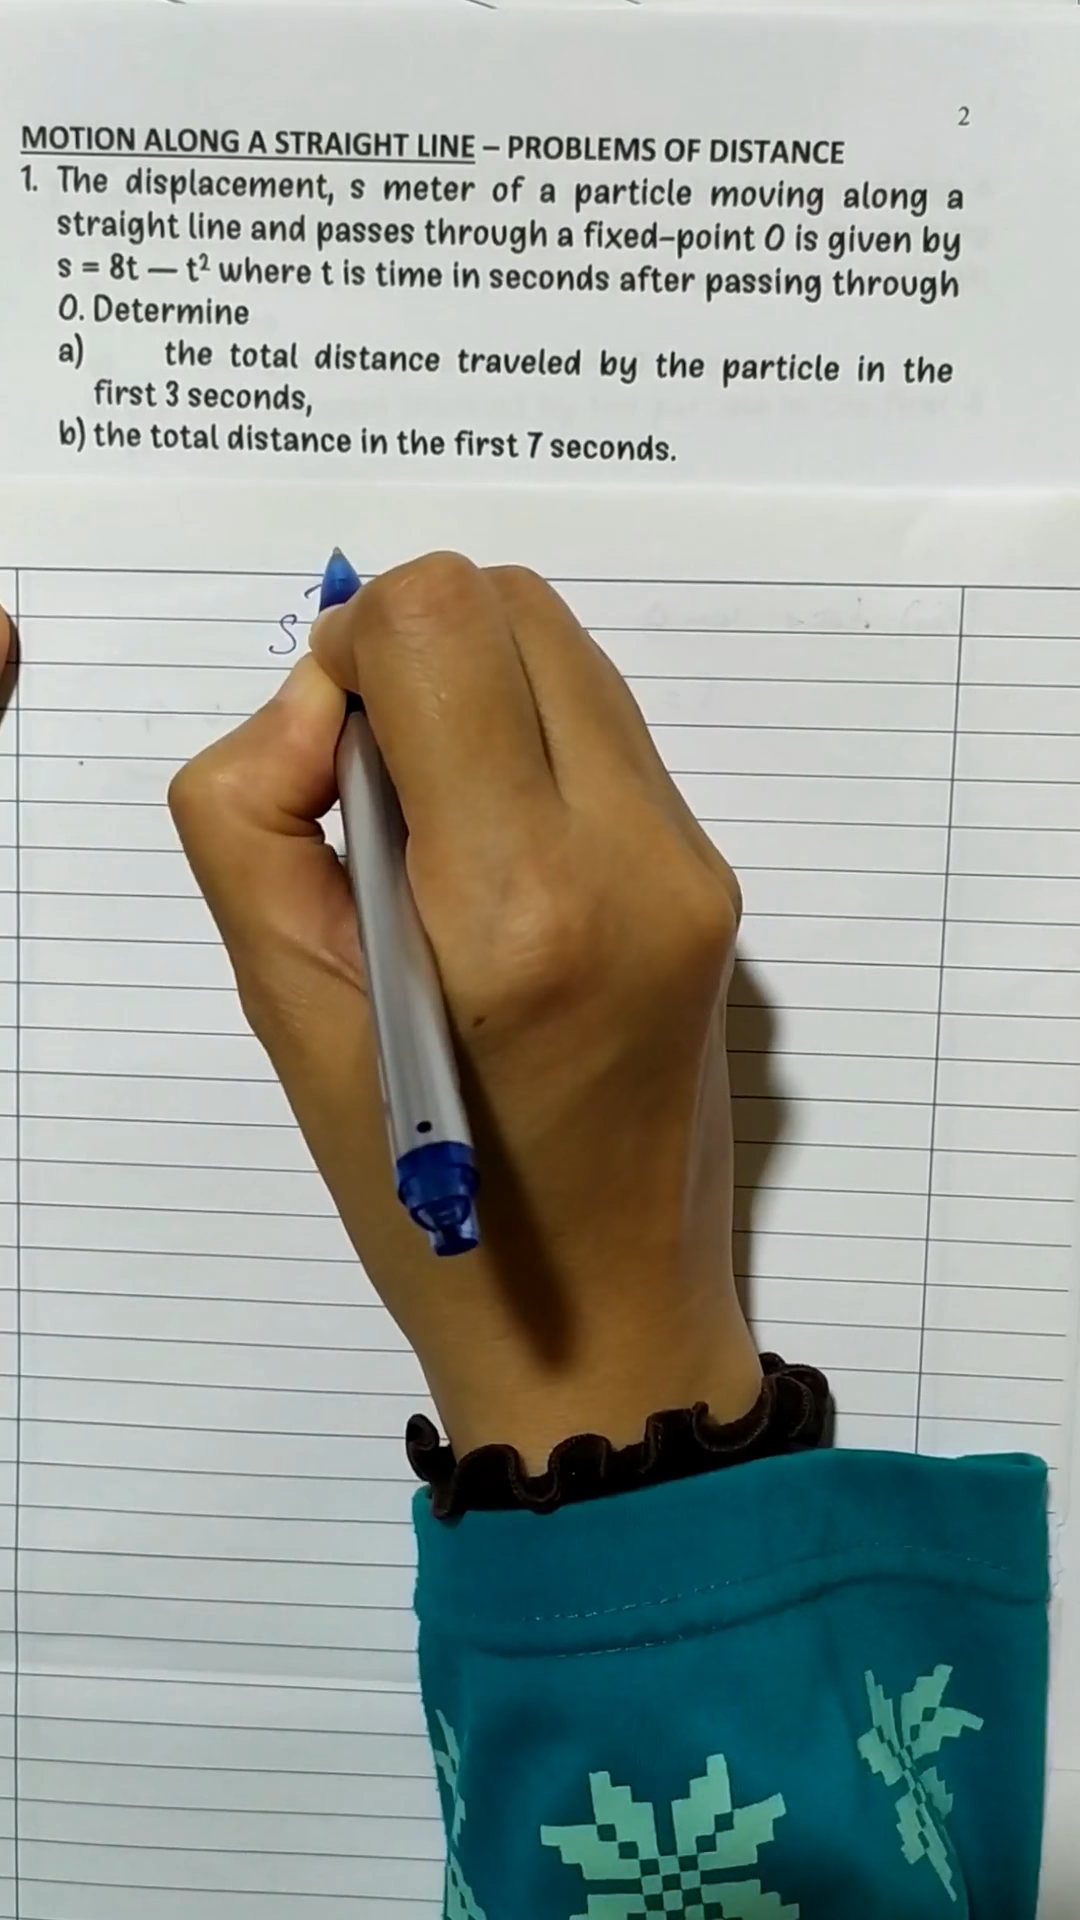 2
MOTION ALONG A STRAIGHT LINE – PROBLEMS OF DISTANCE
1. The displacement, s meter of a particle moving along a
straight line and passes through a fixed-point O is given by
s = 8t — t² where t is time in seconds after passing through
O. Determine
a) the total distance traveled by the particle in the
first 3 seconds,
b) the total distance in the first 7 seconds.
S